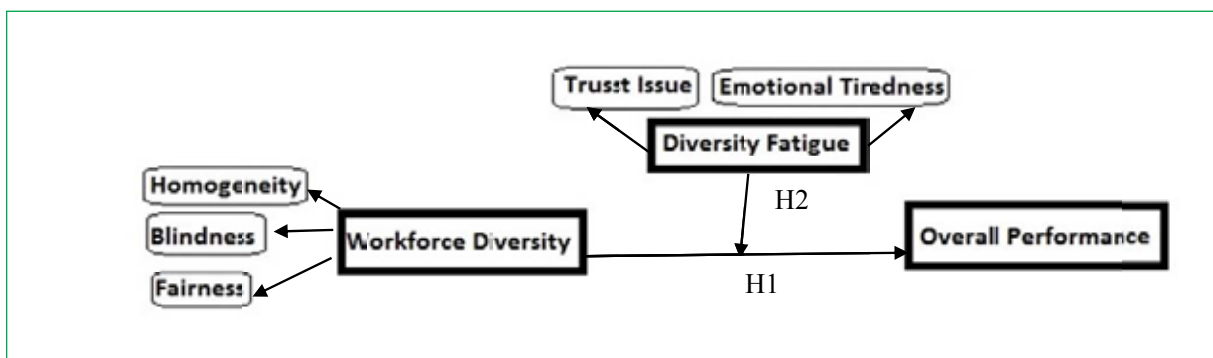 Trusst Issue
Emotional Tiredness
Diversity Fatigue
Homogeneity
H2
Blindness
Workforce Diversity
Overall Performance
Fairness
H1